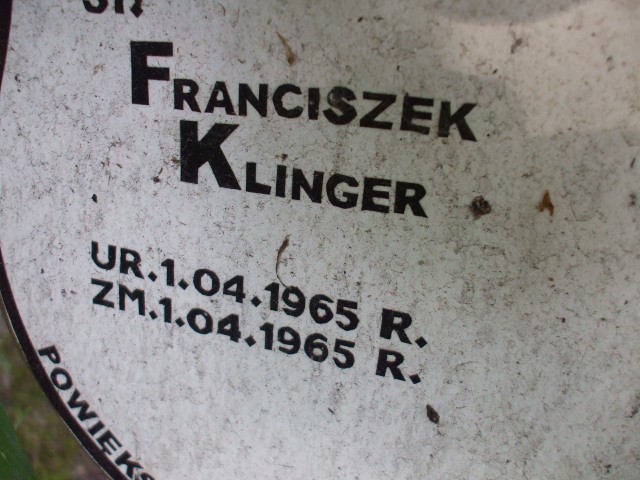 FRANCISZEK
KLINGER
UR.1.04.1965 R.
ZM.1.04.1965 R.